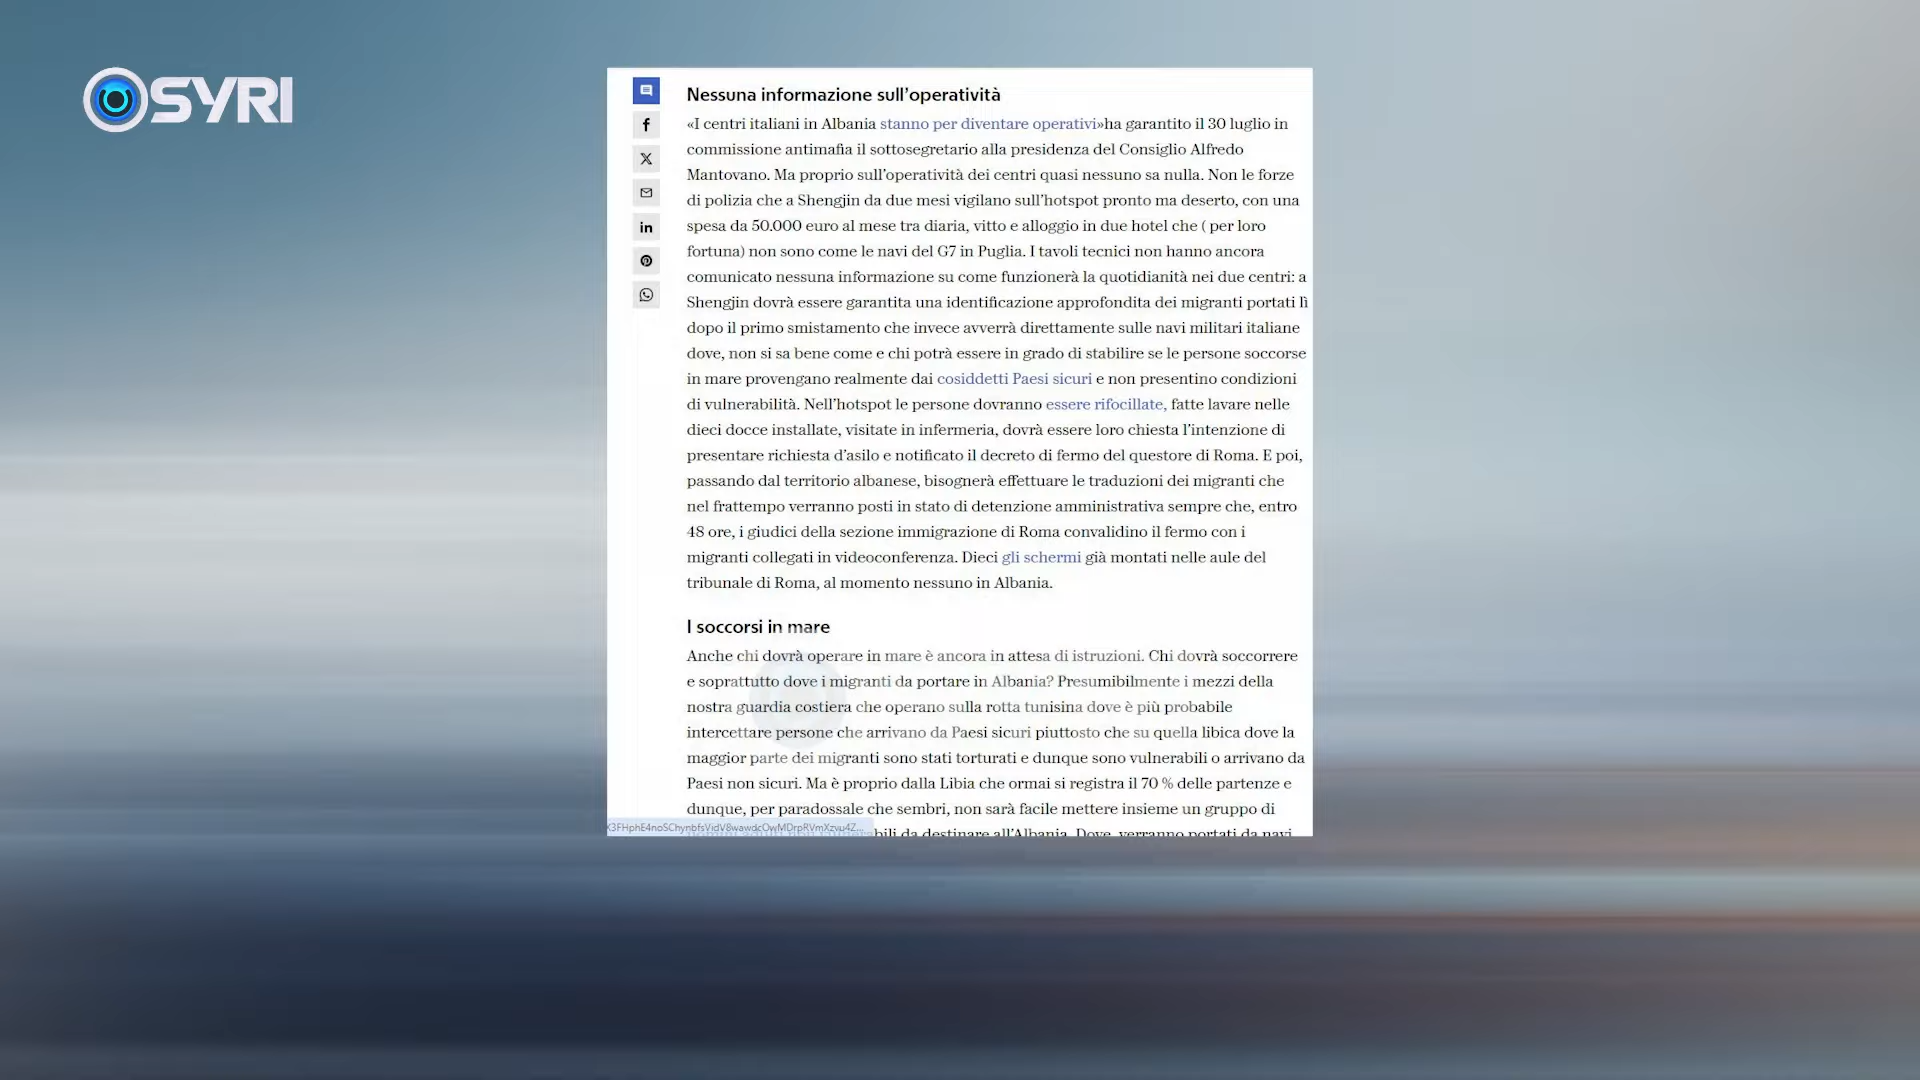 SYRI
Nessuna informazione sull'operatività
«I centri italiani in Albania stanno per diventare operativi»ha garantito il 30 luglio in
commissione antimafia il sottosegretario alla presidenza del Consiglio Alfredo
Mantovano. Ma proprio sull'operatività dei centri quasi nessuno sa nulla. Non le forze
di polizia che a Shengjin da due mesi vigilano sull'hotspot pronto ma deserto, con una
spesa da 50.000 euro al mese tra diaria, vitto e alloggio in due hotel che ( per loro
fortuna) non sono come le navi del G7 in Puglia. I tavoli tecnici non hanno ancora
comunicato nessuna informazione su come funzionerà la quotidianità nei due centri: a
Shengjin dovrà essere garantita una identificazione approfondita dei migranti portati lì
dopo il primo smistamento che invece avverrà direttamente sulle navi militari italiane
dove, non si sa bene come e chi potrà essere in grado di stabilire se le persone soccorse
in mare provengano realmente dai cosiddetti Paesi sicuri e non presentino condizioni
di vulnerabilità. Nell'hotspot le persone dovranno essere rifocillate, fatte lavare nelle
dieci docce installate, visitate in infermeria, dovrà essere loro chiesta l'intenzione di
presentare richiesta d'asilo e notificato il decreto di fermo del questore di Roma. E poi,
passando dal territorio albanese, bisognerà effettuare le traduzioni dei migranti che
nel frattempo verranno posti in stato di detenzione amministrativa sempre che, entro
48 ore, i giudici della sezione immigrazione di Roma convalidino il fermo con i
migranti collegati in videoconferenza. Dieci gli schermi già montati nelle aule del
tribunale di Roma, al momento nessuno in Albania.
I soccorsi in mare
Anche chi dovrà operare in mare è ancora in attesa di istruzioni. Chi dovrà soccorrere
e soprattutto dove i migranti da portare in Albania? Presumibilmente i mezzi della
nostra guardia costiera che operano sulla rotta tunisina dove è più probabile
intercettare persone che arrivano da Paesi sicuri piuttosto che su quella libica dove la
maggior parte dei migranti sono stati torturati e dunque sono vulnerabili o arrivano da
Paesi non sicuri. Ma è proprio dalla Libia che ormai si registra il 70 % delle partenze e
dunque, per paradossale che sembri, non sarà facile mettere insieme un gruppo di
da destinare all'Albania. Dove, verranno portati da navi